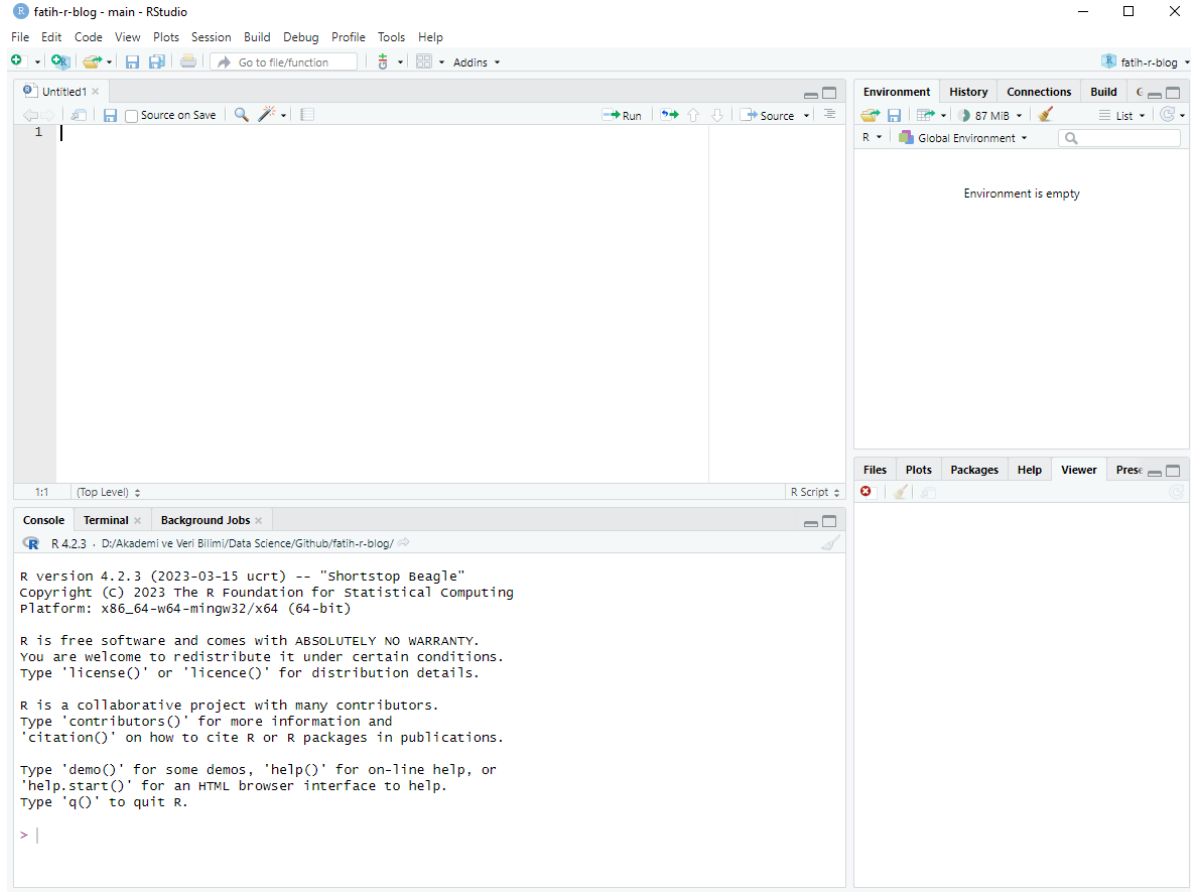 fatih-r-blog - main - RStudio
File Edit Code View Plots Session Build Debug Profile Tools Help
Go to file/function Addins fatih-r-blog
Untitled1
Source on Save Run Source
1
1:1 (Top Level) R Script
Console Terminal Background Jobs
R 4.2.3 · D:/Akademi ve Veri Bilimi/Data Science/Github/fatih-r-blog/
R version 4.2.3 (2023-03-15 ucrt) -- "Shortstop Beagle"
Copyright (C) 2023 The R Foundation for Statistical Computing
Platform: x86_64-w64-mingw32/x64 (64-bit)
R is free software and comes with ABSOLUTELY NO WARRANTY.
You are welcome to redistribute it under certain conditions.
Type 'license()' or 'licence()' for distribution details.
R is a collaborative project with many contributors.
Type 'contributors()' for more information and
'citation()' on how to cite R or R packages in publications.
Type 'demo()' for some demos, 'help()' for on-line help, or
'help.start()' for an HTML browser interface to help.
Type 'q()' to quit R.
>
Environment History Connections Build
87 MiB List
R Global Environment
Environment is empty
Files Plots Packages Help Viewer